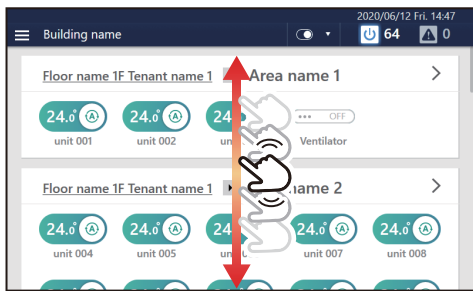 2020/06/12 Fri. 14:47
Building name
64
0
Floor name 1F Tenant name 1
Area name 1
24.0° A
24.0° A
24
OFF
unit 001
unit 002
Ventilator
Floor name 1F Tenant name 1
name 2
24.0° A
24.0° A
24
24.0° A
24.0° A
unit 004
unit 005
unit 007
unit 008